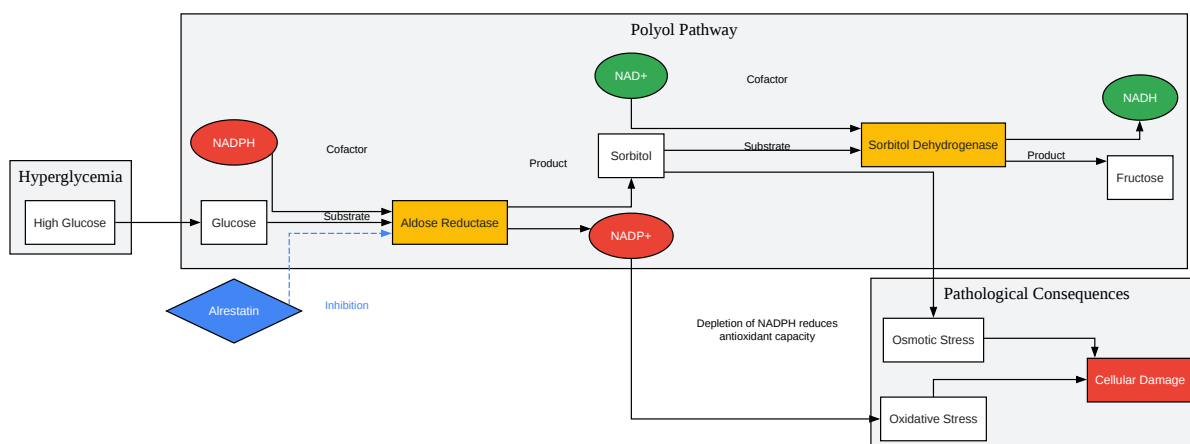 Polyol Pathway
NAD+
Cofactor
NADH
NADPH
Cofactor
Product
Sorbitol
Substrate
Sorbitol Dehydrogenase
Product
Fructose
Hyperglycemia
High Glucose
Glucose
Substrate
Aldose Reductase
NADP+
Alrestatin
Inhibition
Pathological Consequences
Depletion of NADPH reduces
antioxidant capacity
Osmotic Stress
Cellular Damage
Oxidative Stress